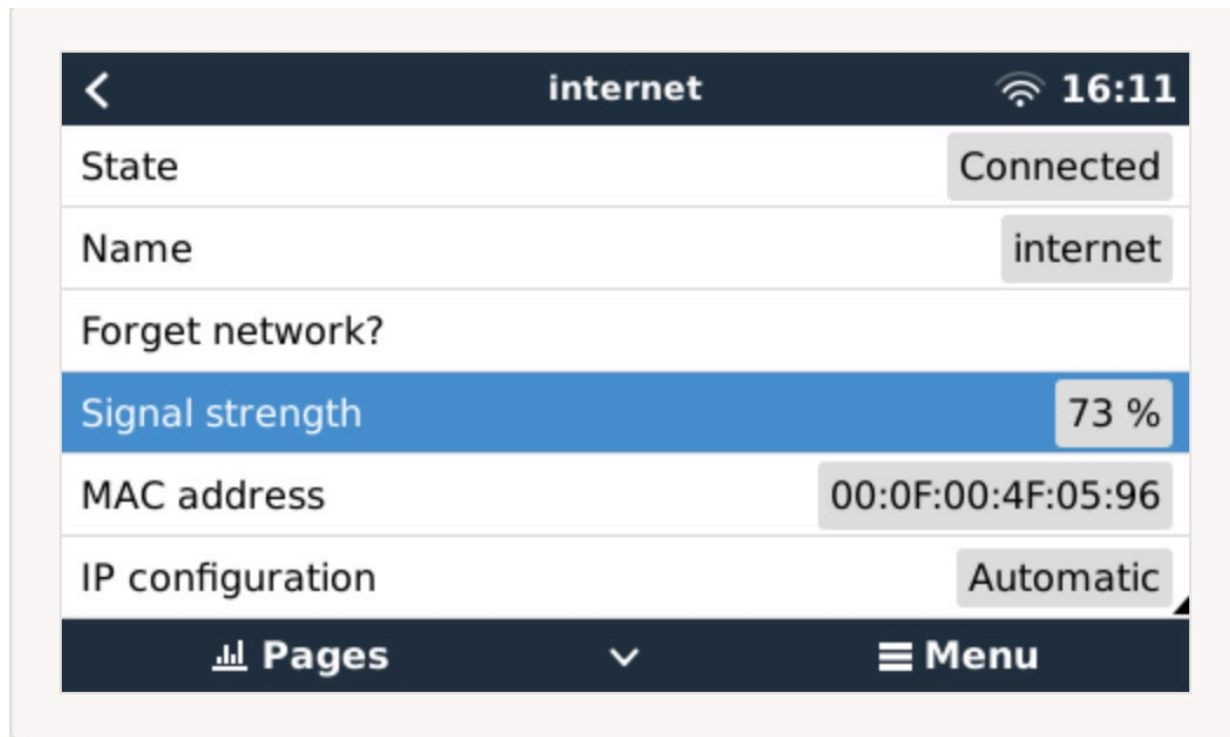 internet 16:11
State Connected
Name internet
Forget network?
Signal strength 73 %
MAC address 00:0F:00:4F:05:96
IP configuration Automatic
Pages Menu